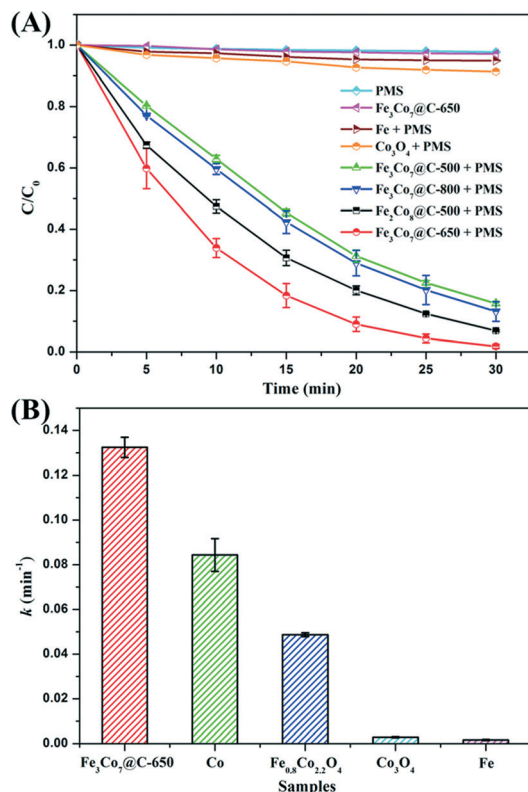 (A)
1.0
0.8
0.6
0.4
0.2
0.0
C/C₀
PMS
Fe₃Co₇@C-650
Fe + PMS
Co₃O₄ + PMS
Fe₃Co₇@C-500 + PMS
Fe₃Co₇@C-800 + PMS
Fe₂Co₈@C-500 + PMS
Fe₃Co₇@C-650 + PMS
0 5 10 15 20 25 30
Time (min)
(B)
0.14
0.12
0.10
0.08
0.06
0.04
0.02
0.00
k (min⁻¹)
Fe₃Co₇@C-650 Co Fe₀.₈Co₂.₂O₄ Co₃O₄ Fe
Samples